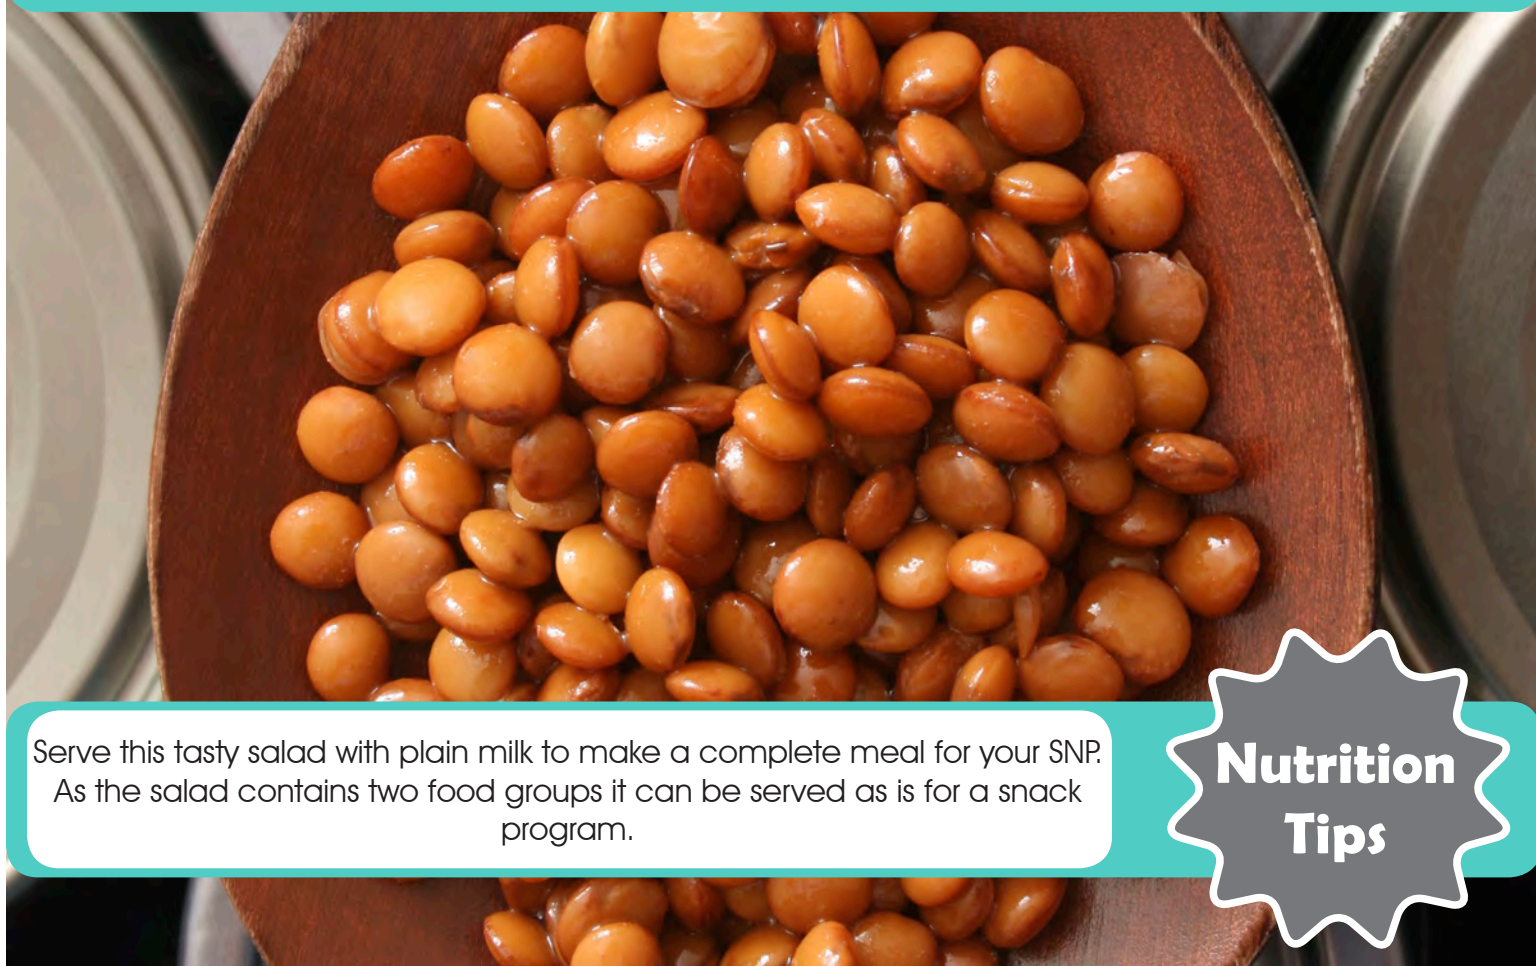 Serve this tasty salad with plain milk to make a complete meal for your SNP.
As the salad contains two food groups it can be served as is for a snack
program.
Nutrition
Tips